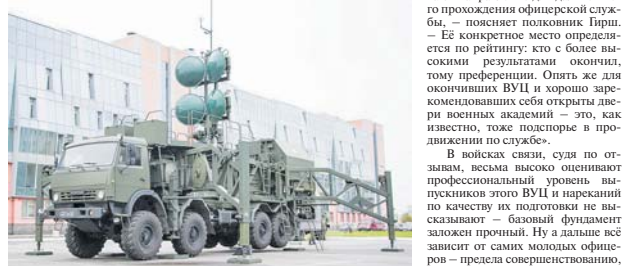 го прохождения офицерской служ-
бы, – поясняет полковник Гирш.
– Её конкретное место определя-
ется по рейтингу: кто с более вы-
сокими результатами окончил,
тому преференции. Опять же для
окончивших ВУЦ и хорошо заре-
комендовавших себя открыты две-
ри военных академий – это, как
известно, тоже подспорье в про-
движении по службе».
В войсках связи, судя по от-
зывам, весьма высоко оценивают
профессиональный уровень вы-
пускников этого ВУЦ и нареканий
по качеству их подготовки не вы-
сказывают – базовый фундамент
заложен прочный. Ну а дальше всё
зависит от самих молодых офице-
ров – предела совершенствованию,